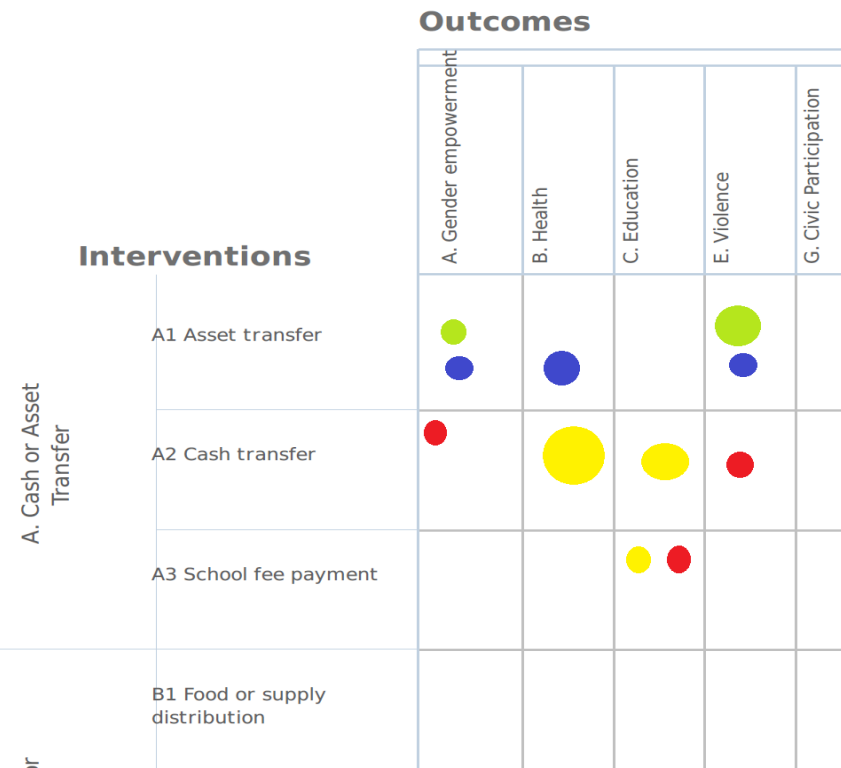 Outcomes
A. Gender empowerment
B. Health
C. Education
E. Violence
G. Civic Participation
Interventions
A. Cash or Asset
Transfer
A1 Asset transfer
A2 Cash transfer
A3 School fee payment
B1 Food or supply
distribution
or